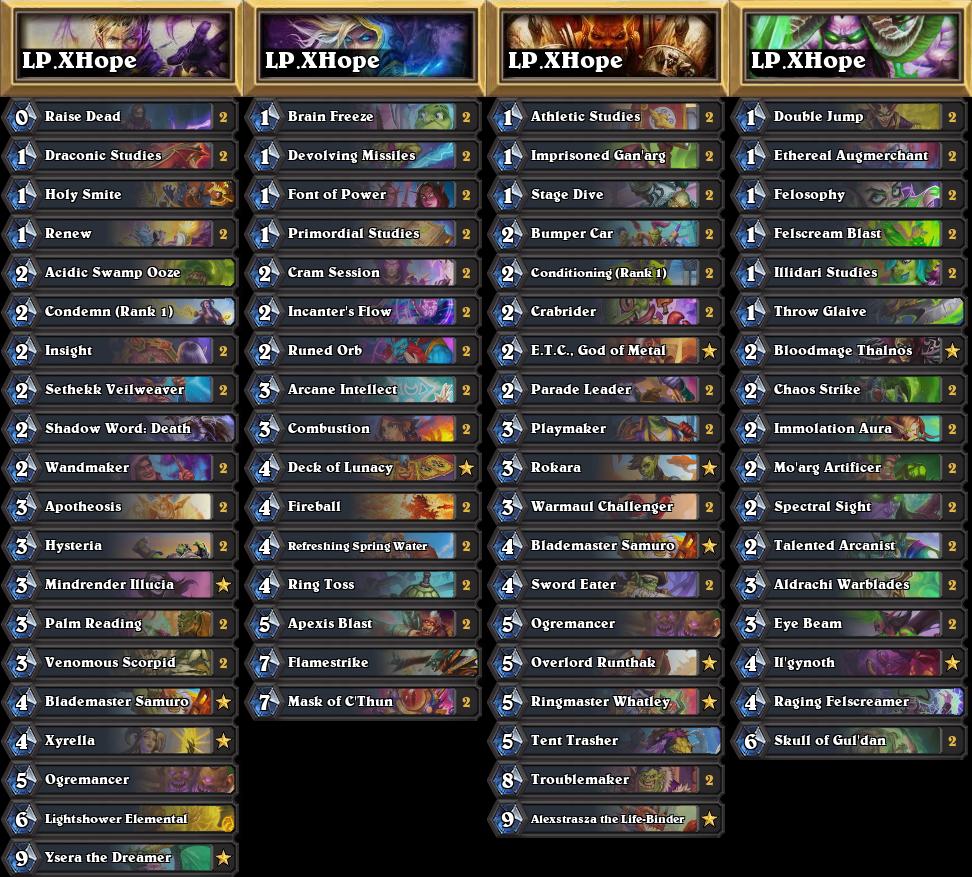 LP.XHope
0 Raise Dead 2
1 Draconic Studies 2
1 Holy Smite 2
1 Renew 2
2 Acidic Swamp Ooze
2 Condemn (Rank 1)
2 Insight 2
2 Sethekk Veilweaver 2
2 Shadow Word: Death
2 Wandmaker 2
3 Apotheosis 2
3 Hysteria 2
3 Mindrender Illucia
3 Palm Reading 2
3 Venomous Scorpid 2
4 Blademaster Samuro
4 Xyrella
5 Ogremancer
6 Lightshower Elemental
9 Ysera the Dreamer
LP.XHope
1 Brain Freeze 2
1 Devolving Missiles 2
1 Font of Power 2
1 Primordial Studies 2
2 Cram Session 2
2 Incanter's Flow 2
2 Runed Orb 2
3 Arcane Intellect 2
3 Combustion 2
4 Deck of Lunacy
4 Fireball 2
4 Refreshing Spring Water 2
4 Ring Toss 2
5 Apexis Blast 2
7 Flamestrike
7 Mask of C'Thun 2
LP.XHope
1 Athletic Studies 2
1 Imprisoned Gan'arg 2
1 Stage Dive 2
2 Bumper Car 2
2 Conditioning (Rank 1) 2
2 Crabrider 2
2 E.T.C., God of Metal
2 Parade Leader 2
3 Playmaker 2
3 Rokara
3 Warmaul Challenger 2
4 Blademaster Samuro
4 Sword Eater 2
5 Ogremancer
5 Overlord Runthak
5 Ringmaster Whatley
5 Tent Trasher
8 Troublemaker 2
9 Alexstrasza the Life-Binder
LP.XHope
1 Double Jump 2
1 Ethereal Augmerchant 2
1 Felosophy 2
1 Felscream Blast 2
1 Illidari Studies 2
1 Throw Glaive
2 Bloodmage Thalnos
2 Chaos Strike 2
2 Immolation Aura 2
2 Mo'arg Artificer 2
2 Spectral Sight 2
2 Talented Arcanist 2
3 Aldrachi Warblades 2
3 Eye Beam 2
4 Il'gynoth
4 Raging Felscreamer
6 Skull of Gul'dan 2